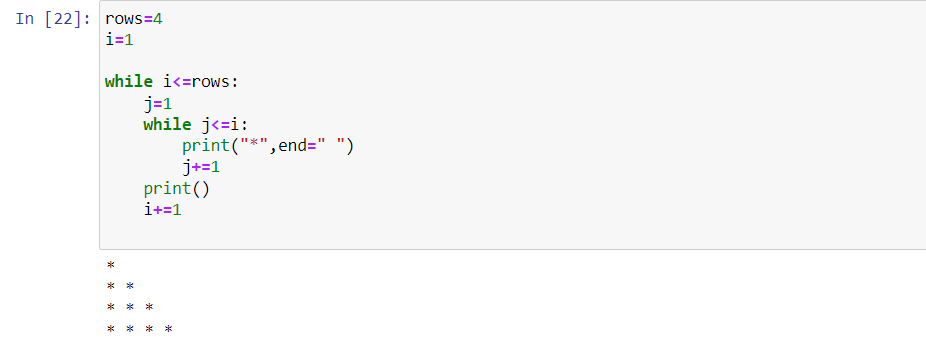 In [22]: rows=4
i=1
while i<=rows:
    j=1
    while j<=i:
        print("*",end=" ")
        j+=1
    print()
    i+=1
*
* *
* * *
* * * *